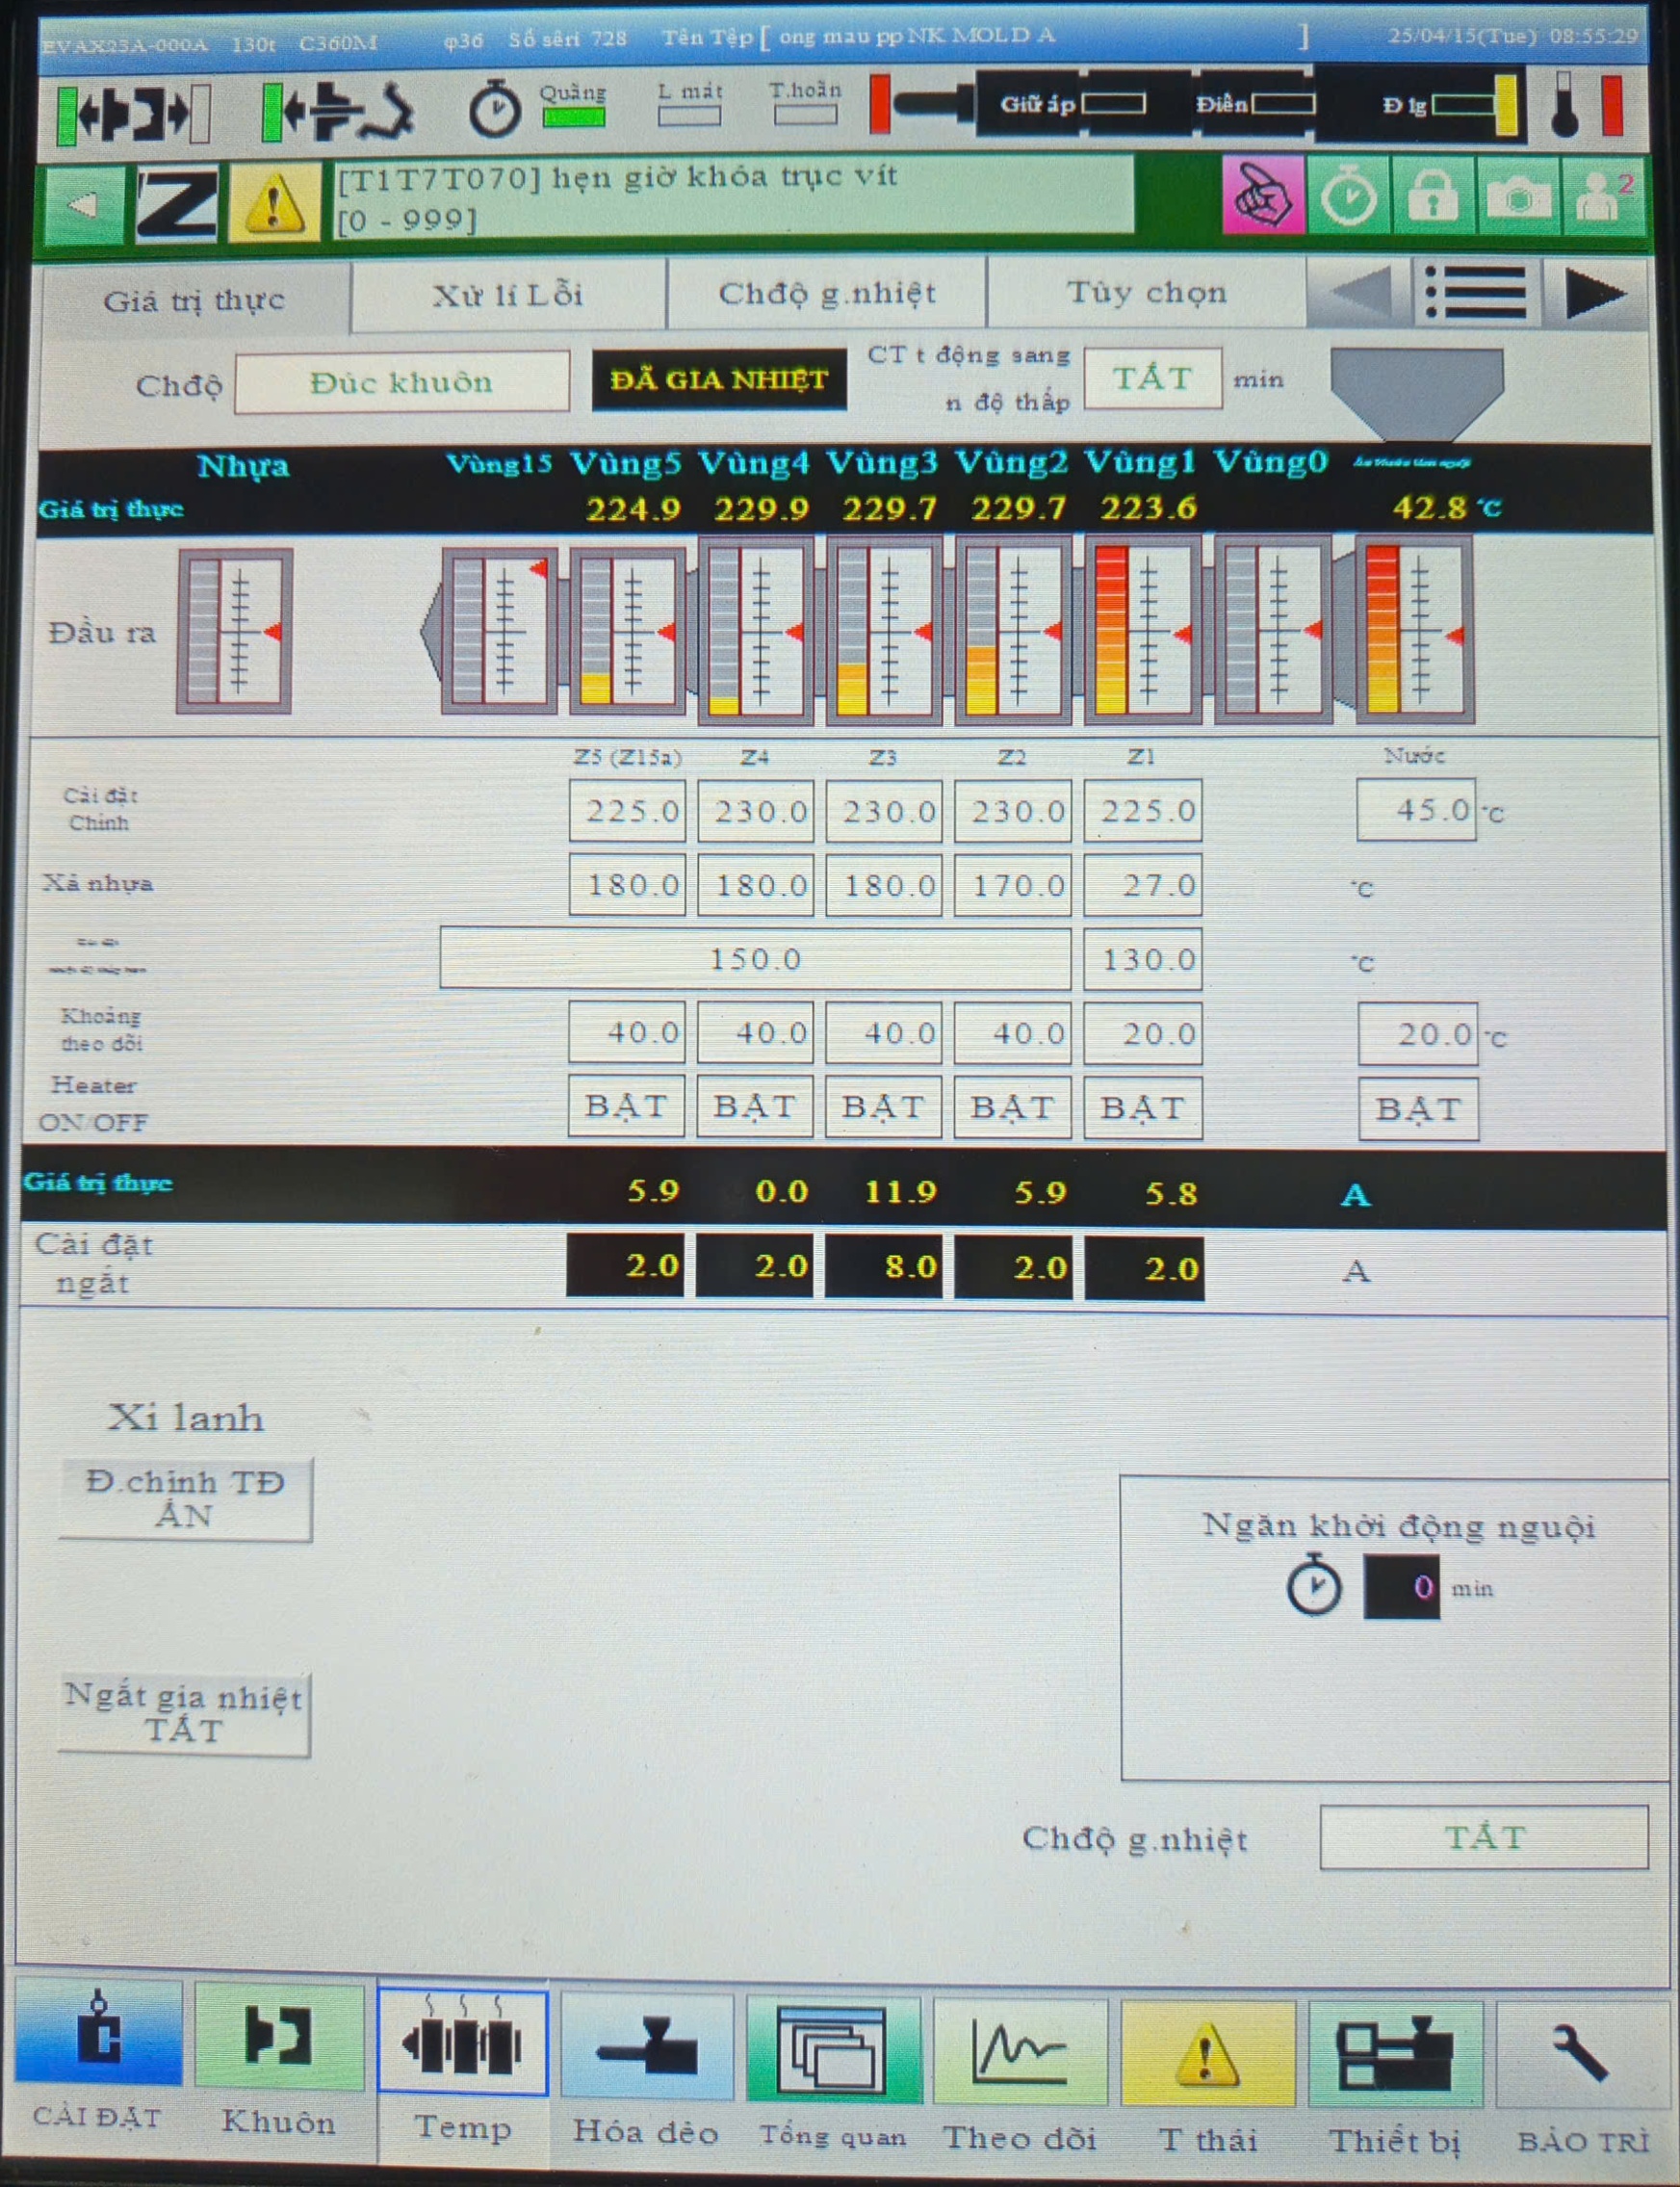 EVAX23A-000A 130t C360M φ36 Số sêri 728 Tên Tệp [ ong mau pp NK MOLD A ] 25/04/15(Tue) 08:55:29
Quãng L mát T.hoãn Giữ áp Điền Đ lg
[T1T7T070] hẹn giờ khóa trục vít
[0 - 999]
2
Giá trị thực Xử lí Lỗi Chđộ g.nhiệt Tùy chọn
Chđộ Đúc khuôn ĐÃ GIA NHIỆT CT t động sang
n độ thấp TẮT min
Nhựa Vùng15 Vùng5 Vùng4 Vùng3 Vùng2 Vùng1 Vùng0
Giá trị thực 224.9 229.9 229.7 229.7 223.6 42.8 °C
Đầu ra
Z5 (Z15a) Z4 Z3 Z2 Z1 Nước
Cài đặt
Chính 225.0 230.0 230.0 230.0 225.0 45.0 °C
Xả nhựa 180.0 180.0 180.0 170.0 27.0 °C
150.0 130.0 °C
Khoảng
theo dõi 40.0 40.0 40.0 40.0 20.0 20.0 °C
Heater
ON/OFF BẬT BẬT BẬT BẬT BẬT BẬT
Giá trị thực 5.9 0.0 11.9 5.9 5.8 A
Cài đặt
ngắt 2.0 2.0 8.0 2.0 2.0 A
Xi lanh
Đ.chỉnh TĐ
ẤN
Ngăn khởi động nguội
0 min
Ngắt gia nhiệt
TẮT
Chđộ g.nhiệt TẮT
CÀI ĐẶT Khuôn Temp Hóa dẻo Tổng quan Theo dõi T thái Thiết bị BẢO TRÌ